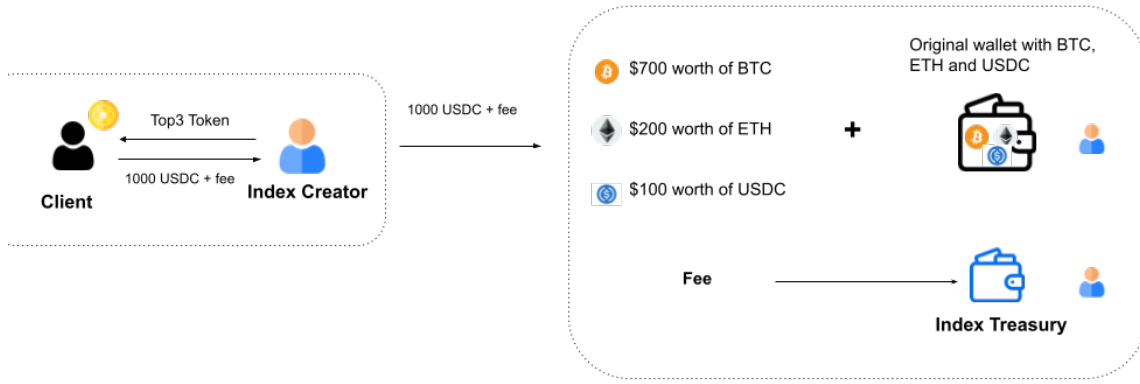 Top3 Token
1000 USDC + fee
Client
Index Creator
1000 USDC + fee
$700 worth of BTC
$200 worth of ETH
$100 worth of USDC
+
Original wallet with BTC,
ETH and USDC
Fee
Index Treasury